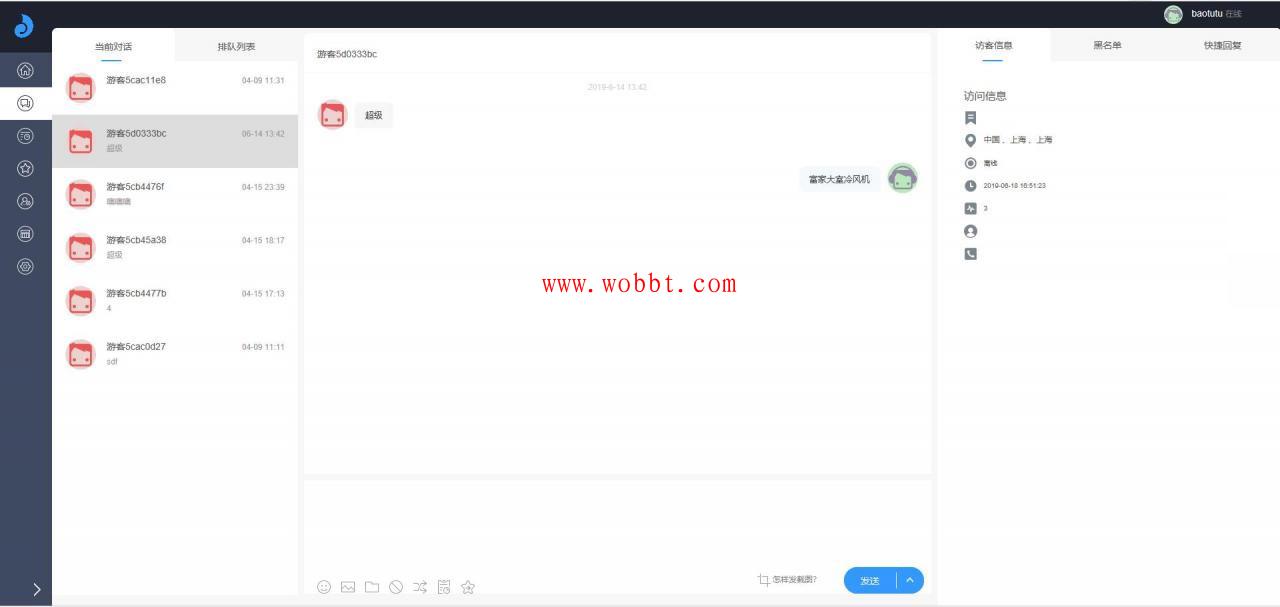 baotutu 在线
当前对话 排队列表
游客5cac11e8 04-09 11:31
游客5d0333bc 06-14 13:42
超级
游客5cb4476f 04-15 23:39
嘀嘀嘀
游客5cb45a38 04-15 18:17
超级
游客5cb4477b 04-15 17:13
4
游客5cac0d27 04-09 11:11
sdf
游客5d0333bc
2019-6-14 13:42
超级
富家大室冷风机
www.wobbt.com
怎样发截图?
发送
访客信息 黑名单 快捷回复
访问信息
中国 、上海 、上海
离线
2019-06-18 16:51:23
3